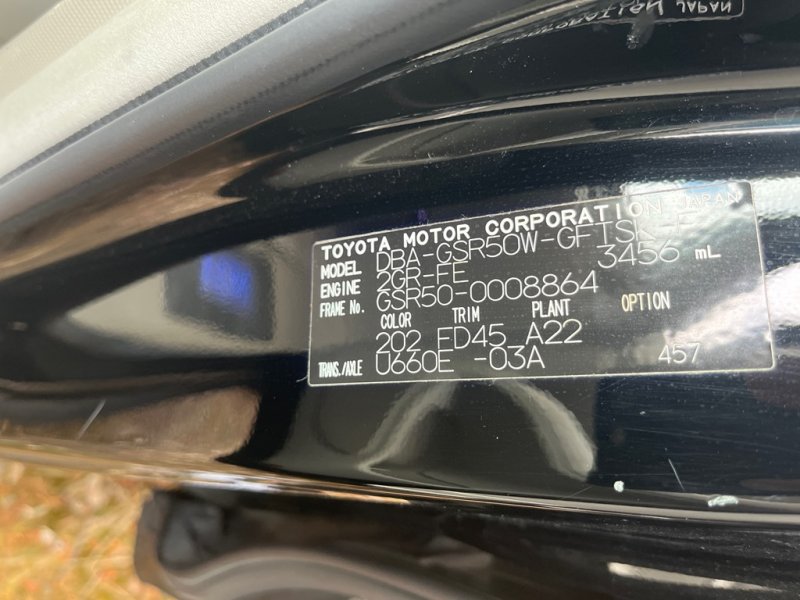 TOYOTA MOTOR CORPORATION JAPAN
MODEL DBA-GSR50W-GFTSK-F
ENGINE 2GR-FE 3456 mL
FRAME No. GSR50-0008864
COLOR TRIM PLANT OPTION
202 FD45 A22
TRANS./AXLE U660E -03A 457
JAPAN